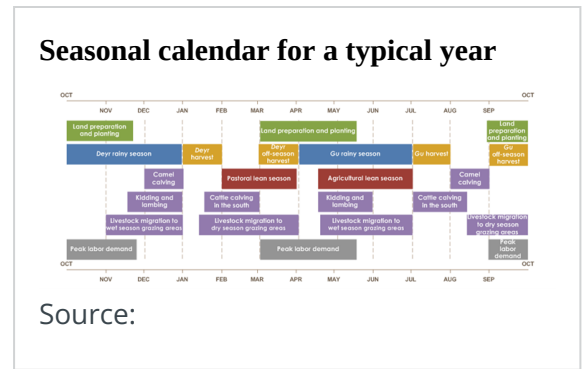 Seasonal calendar for a typical year
OCT OCT
NOV DEC JAN FEB MAR APR MAY JUN JUL AUG SEP
Land preparation
and planting
Land preparation and planting
Land
preparation
and planting
Deyr rainy season
Deyr
harvest
Deyr
off-season
harvest
Gu rainy season
Gu harvest
Gu
off-season
harvest
Camel
calving
Pastoral lean season
Agricultural lean season
Camel
calving
Kidding and
lambing
Cattle calving
in the south
Kidding and
lambing
Cattle calving
in the south
Livestock migration to
wet season grazing areas
Livestock migration to
dry season grazing areas
Livestock migration to
wet season grazing areas
Livestock migration
to dry season
grazing areas
Peak labor demand
Peak labor demand
Peak
labor
demand
OCT OCT
NOV DEC JAN FEB MAR APR MAY JUN JUL AUG SEP
Source: